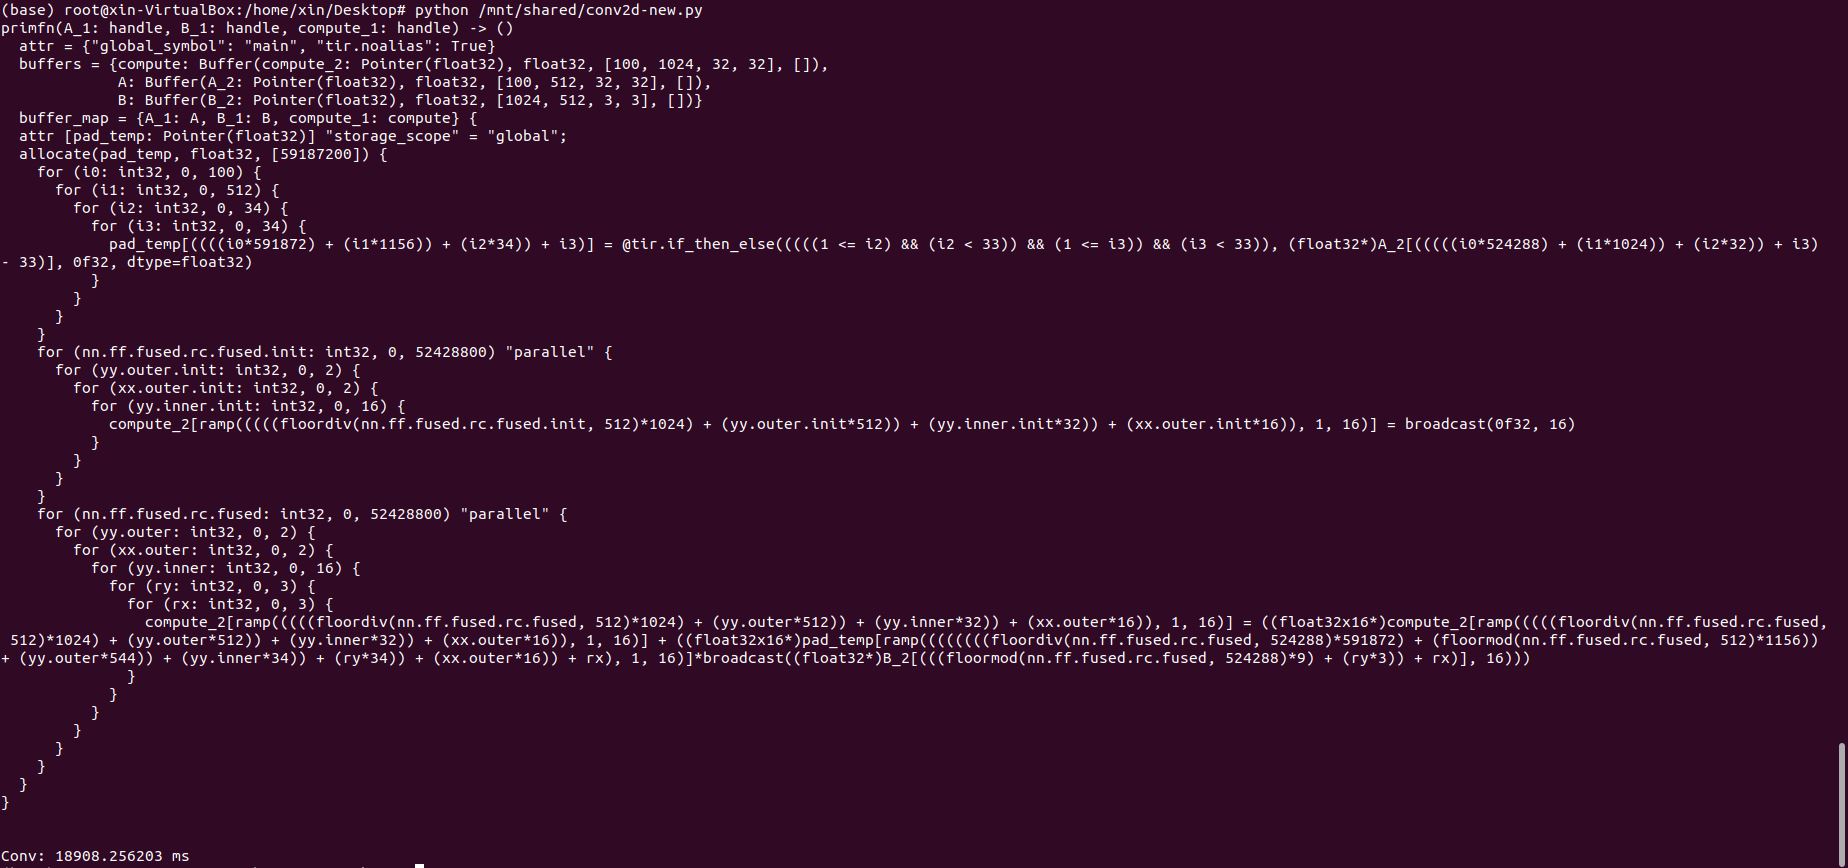 (base) root@xin-VirtualBox:/home/xin/Desktop# python /mnt/shared/conv2d-new.py
primfn(A_1: handle, B_1: handle, compute_1: handle) -> ()
  attr = {"global_symbol": "main", "tir.noalias": True}
  buffers = {compute: Buffer(compute_2: Pointer(float32), float32, [100, 1024, 32, 32], []),
             A: Buffer(A_2: Pointer(float32), float32, [100, 512, 32, 32], []),
             B: Buffer(B_2: Pointer(float32), float32, [1024, 512, 3, 3], [])}
  buffer_map = {A_1: A, B_1: B, compute_1: compute} {
  attr [pad_temp: Pointer(float32)] "storage_scope" = "global";
  allocate(pad_temp, float32, [59187200]) {
    for (i0: int32, 0, 100) {
      for (i1: int32, 0, 512) {
        for (i2: int32, 0, 34) {
          for (i3: int32, 0, 34) {
            pad_temp[((((i0*591872) + (i1*1156)) + (i2*34)) + i3)] = @tir.if_then_else(((((1 <= i2) && (i2 < 33)) && (1 <= i3)) && (i3 < 33)), (float32*)A_2[(((((i0*524288) + (i1*1024)) + (i2*32)) + i3)
- 33)], 0f32, dtype=float32)
          }
        }
      }
    }
    for (nn.ff.fused.rc.fused.init: int32, 0, 52428800) "parallel" {
      for (yy.outer.init: int32, 0, 2) {
        for (xx.outer.init: int32, 0, 2) {
          for (yy.inner.init: int32, 0, 16) {
            compute_2[ramp(((((floordiv(nn.ff.fused.rc.fused.init, 512)*1024) + (yy.outer.init*512)) + (yy.inner.init*32)) + (xx.outer.init*16)), 1, 16)] = broadcast(0f32, 16)
          }
        }
      }
    }
    for (nn.ff.fused.rc.fused: int32, 0, 52428800) "parallel" {
      for (yy.outer: int32, 0, 2) {
        for (xx.outer: int32, 0, 2) {
          for (yy.inner: int32, 0, 16) {
            for (ry: int32, 0, 3) {
              for (rx: int32, 0, 3) {
                compute_2[ramp(((((floordiv(nn.ff.fused.rc.fused, 512)*1024) + (yy.outer*512)) + (yy.inner*32)) + (xx.outer*16)), 1, 16)] = ((float32x16*)compute_2[ramp(((((floordiv(nn.ff.fused.rc.fused,
 512)*1024) + (yy.outer*512)) + (yy.inner*32)) + (xx.outer*16)), 1, 16)] + ((float32x16*)pad_temp[ramp((((((((floordiv(nn.ff.fused.rc.fused, 524288)*591872) + (floormod(nn.ff.fused.rc.fused, 512)*1156))
+ (yy.outer*544)) + (yy.inner*34)) + (ry*34)) + (xx.outer*16)) + rx), 1, 16)]*broadcast((float32*)B_2[(((floormod(nn.ff.fused.rc.fused, 524288)*9) + (ry*3)) + rx)], 16)))
              }
            }
          }
        }
      }
    }
  }
}
Conv: 18908.256203 ms